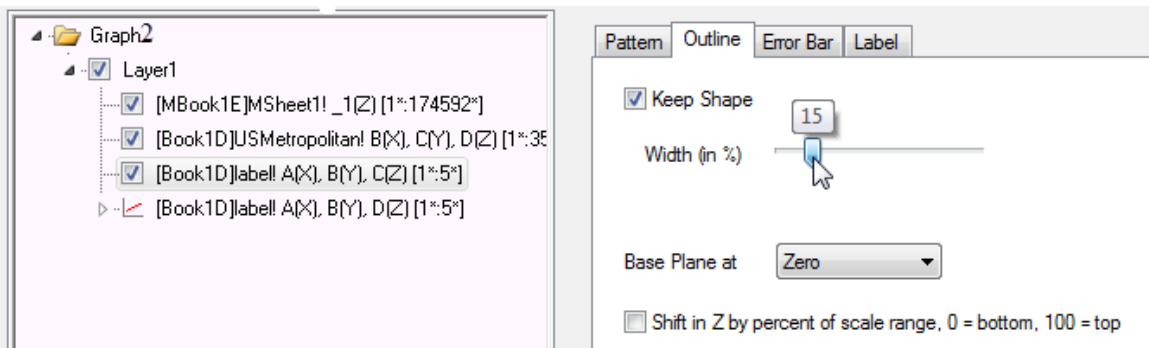 Graph2
Layer1
[MBook1E]MSheet1! _1(Z) [1*:174592*]
[Book1D]USMetropolitan! B(X), C(Y), D(Z) [1*:35
[Book1D]label! A(X), B(Y), C(Z) [1*:5*]
[Book1D]label! A(X), B(Y), D(Z) [1*:5*]
Pattern Outline Error Bar Label
Keep Shape
15
Width (in %)
Base Plane at Zero
Shift in Z by percent of scale range, 0 = bottom, 100 = top